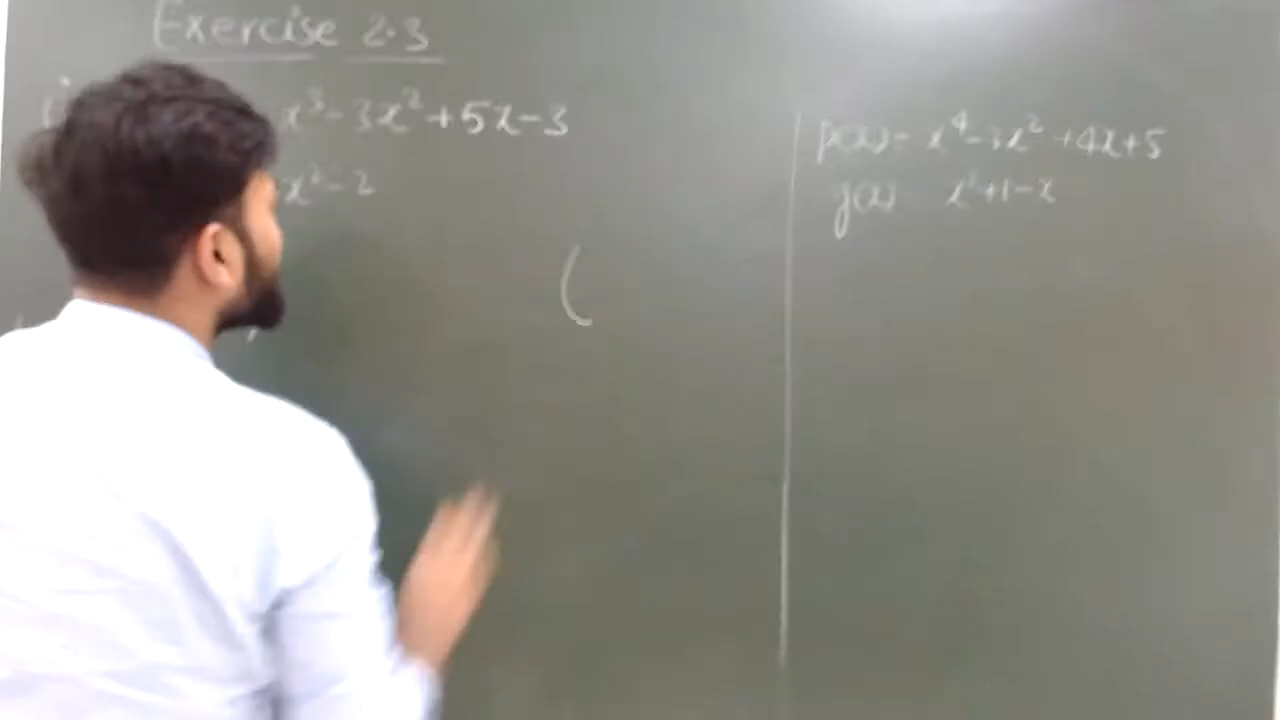 Exercise 2.3
x³-3x²+5x-3
x²-2
p(x) = x⁴-3x²+4x+5
g(x) = x²+1-x